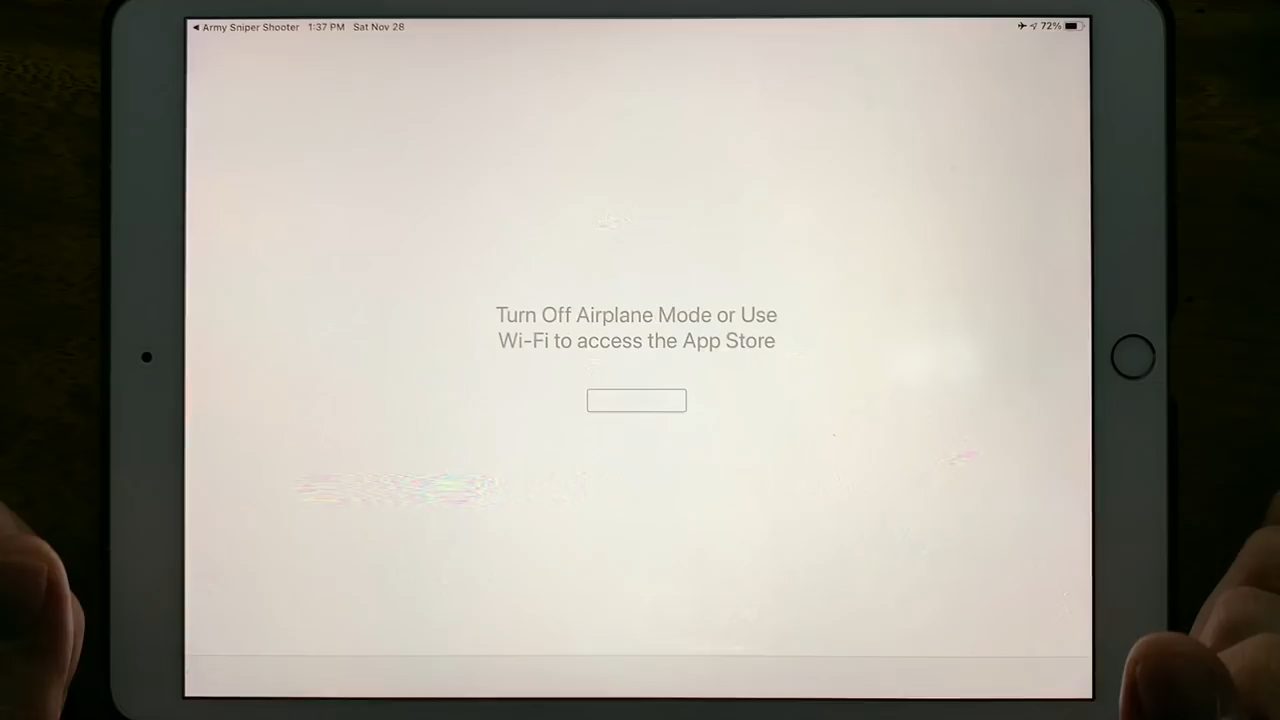 Army Sniper Shooter 1:37 PM Sat Nov 28 72%
Turn Off Airplane Mode or Use
Wi-Fi to access the App Store